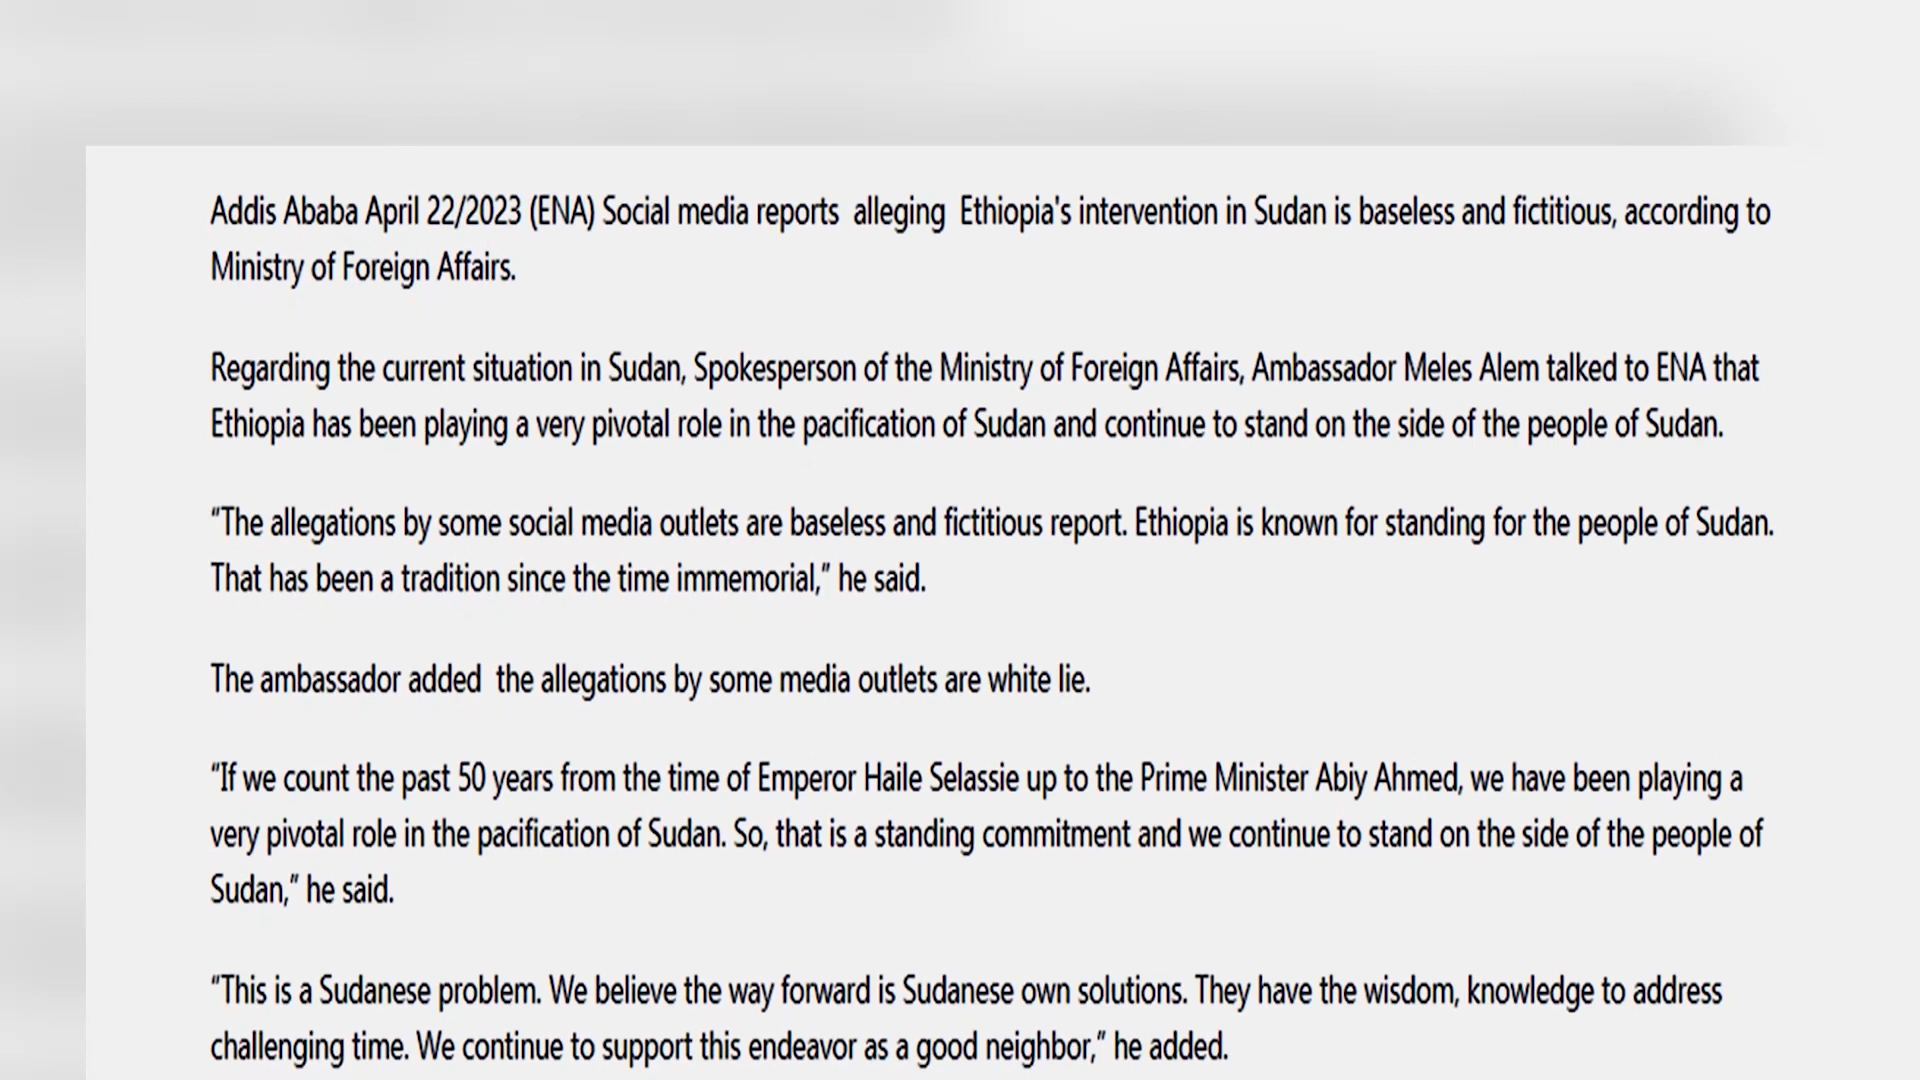 Addis Ababa April 22/2023 (ENA) Social media reports  alleging  Ethiopia's intervention in Sudan is baseless and fictitious, according to
Ministry of Foreign Affairs.
Regarding the current situation in Sudan, Spokesperson of the Ministry of Foreign Affairs, Ambassador Meles Alem talked to ENA that
Ethiopia has been playing a very pivotal role in the pacification of Sudan and continue to stand on the side of the people of Sudan.
“The allegations by some social media outlets are baseless and fictitious report. Ethiopia is known for standing for the people of Sudan.
That has been a tradition since the time immemorial,” he said.
The ambassador added  the allegations by some media outlets are white lie.
“If we count the past 50 years from the time of Emperor Haile Selassie up to the Prime Minister Abiy Ahmed, we have been playing a
very pivotal role in the pacification of Sudan. So, that is a standing commitment and we continue to stand on the side of the people of
Sudan,” he said.
“This is a Sudanese problem. We believe the way forward is Sudanese own solutions. They have the wisdom, knowledge to address
challenging time. We continue to support this endeavor as a good neighbor,” he added.